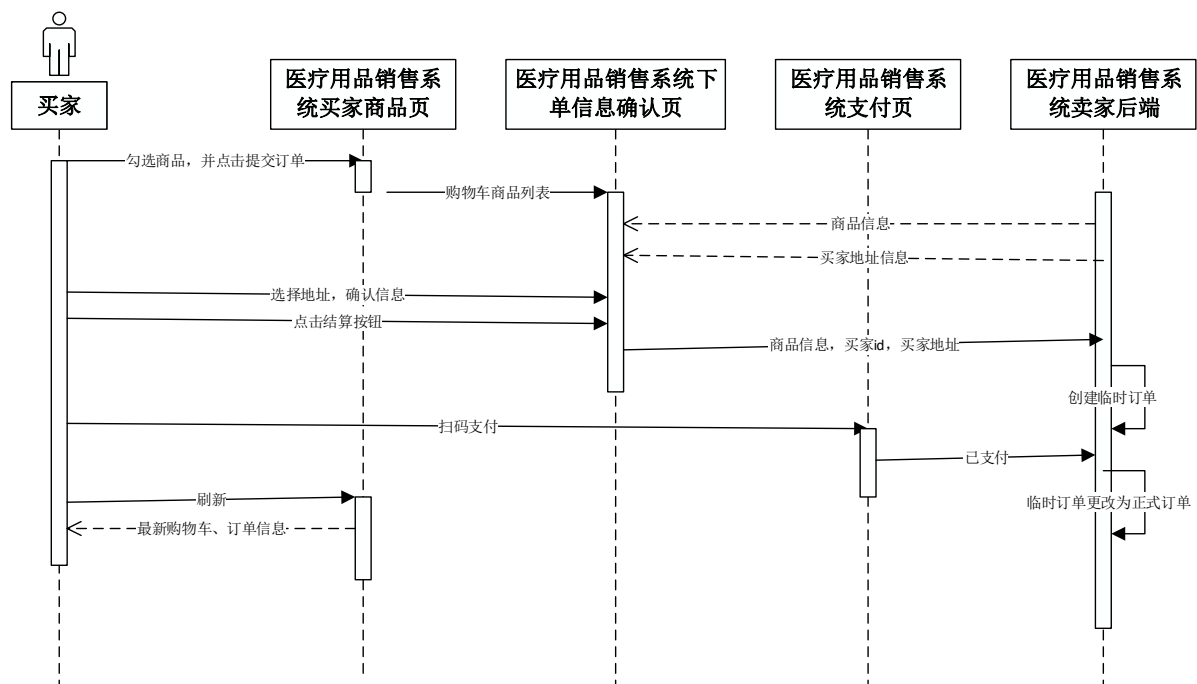 买家
医疗用品销售系
统买家商品页
医疗用品销售系统下
单信息确认页
医疗用品销售系
统支付页
医疗用品销售系
统卖家后端
勾选商品，并点击提交订单
购物车商品列表
商品信息
买家地址信息
选择地址，确认信息
点击结算按钮
商品信息，买家id，买家地址
创建临时订单
扫码支付
已支付
临时订单更改为正式订单
刷新
最新购物车、订单信息